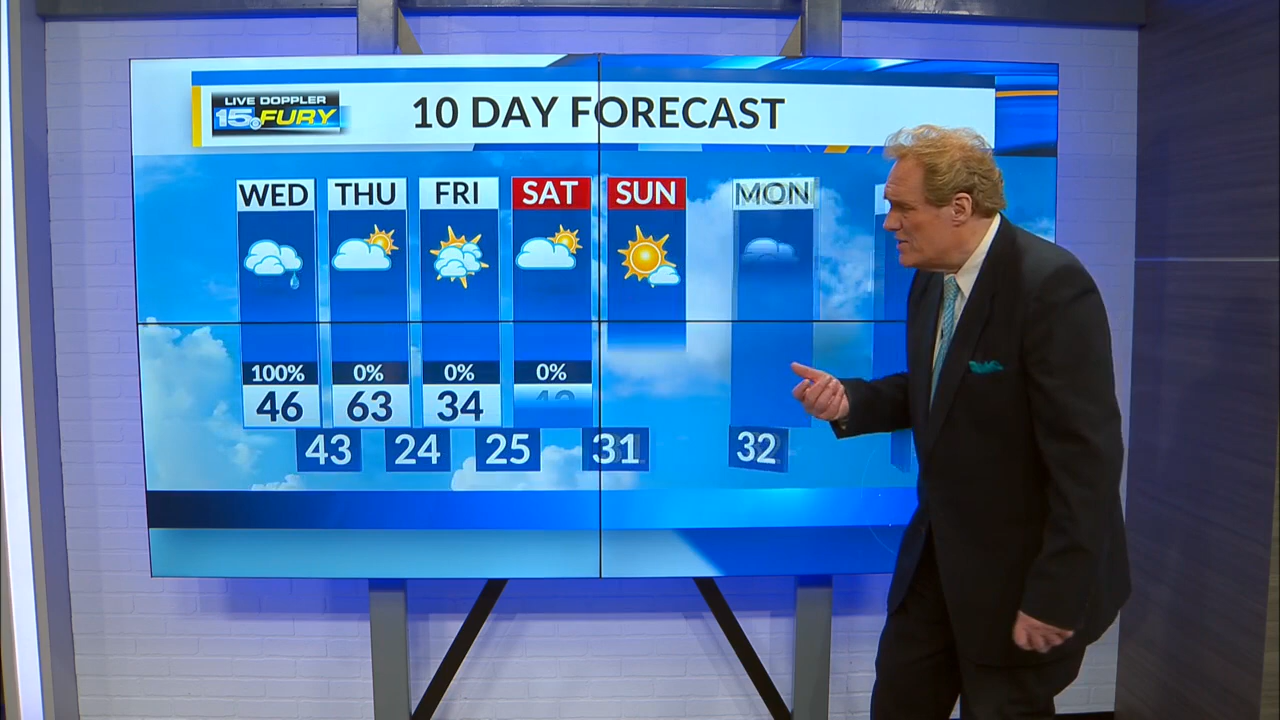 LIVE DOPPLER
15 FURY
10 DAY FORECAST
WED THU FRI SAT SUN MON
100% 0% 0% 0%
46 63 34
43 24 25 31 32